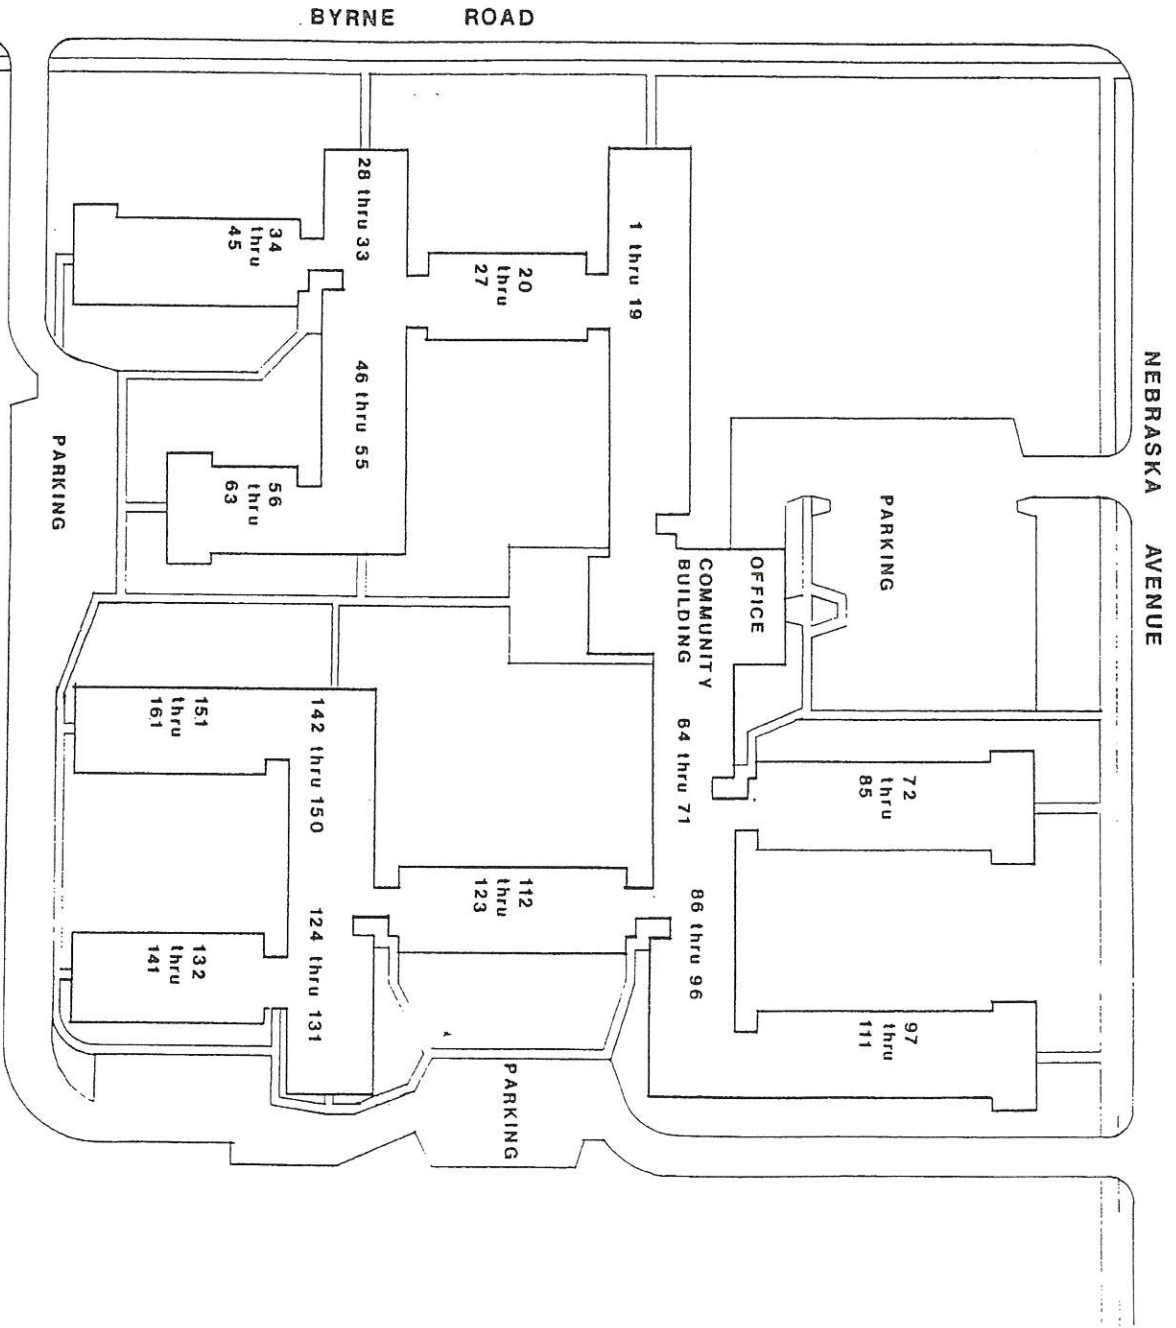 BYRNE ROAD
NEBRASKA AVENUE
28 thru 33
34
thru
45
20
thru
27
1 thru 19
46 thru 55
56
thru
63
PARKING
PARKING
OFFICE
COMMUNITY
BUILDING
64 thru 71
72
thru
85
86 thru 96
97
thru
111
112
thru
123
142 thru 150
151
thru
161
124 thru 131
132
thru
141
PARKING